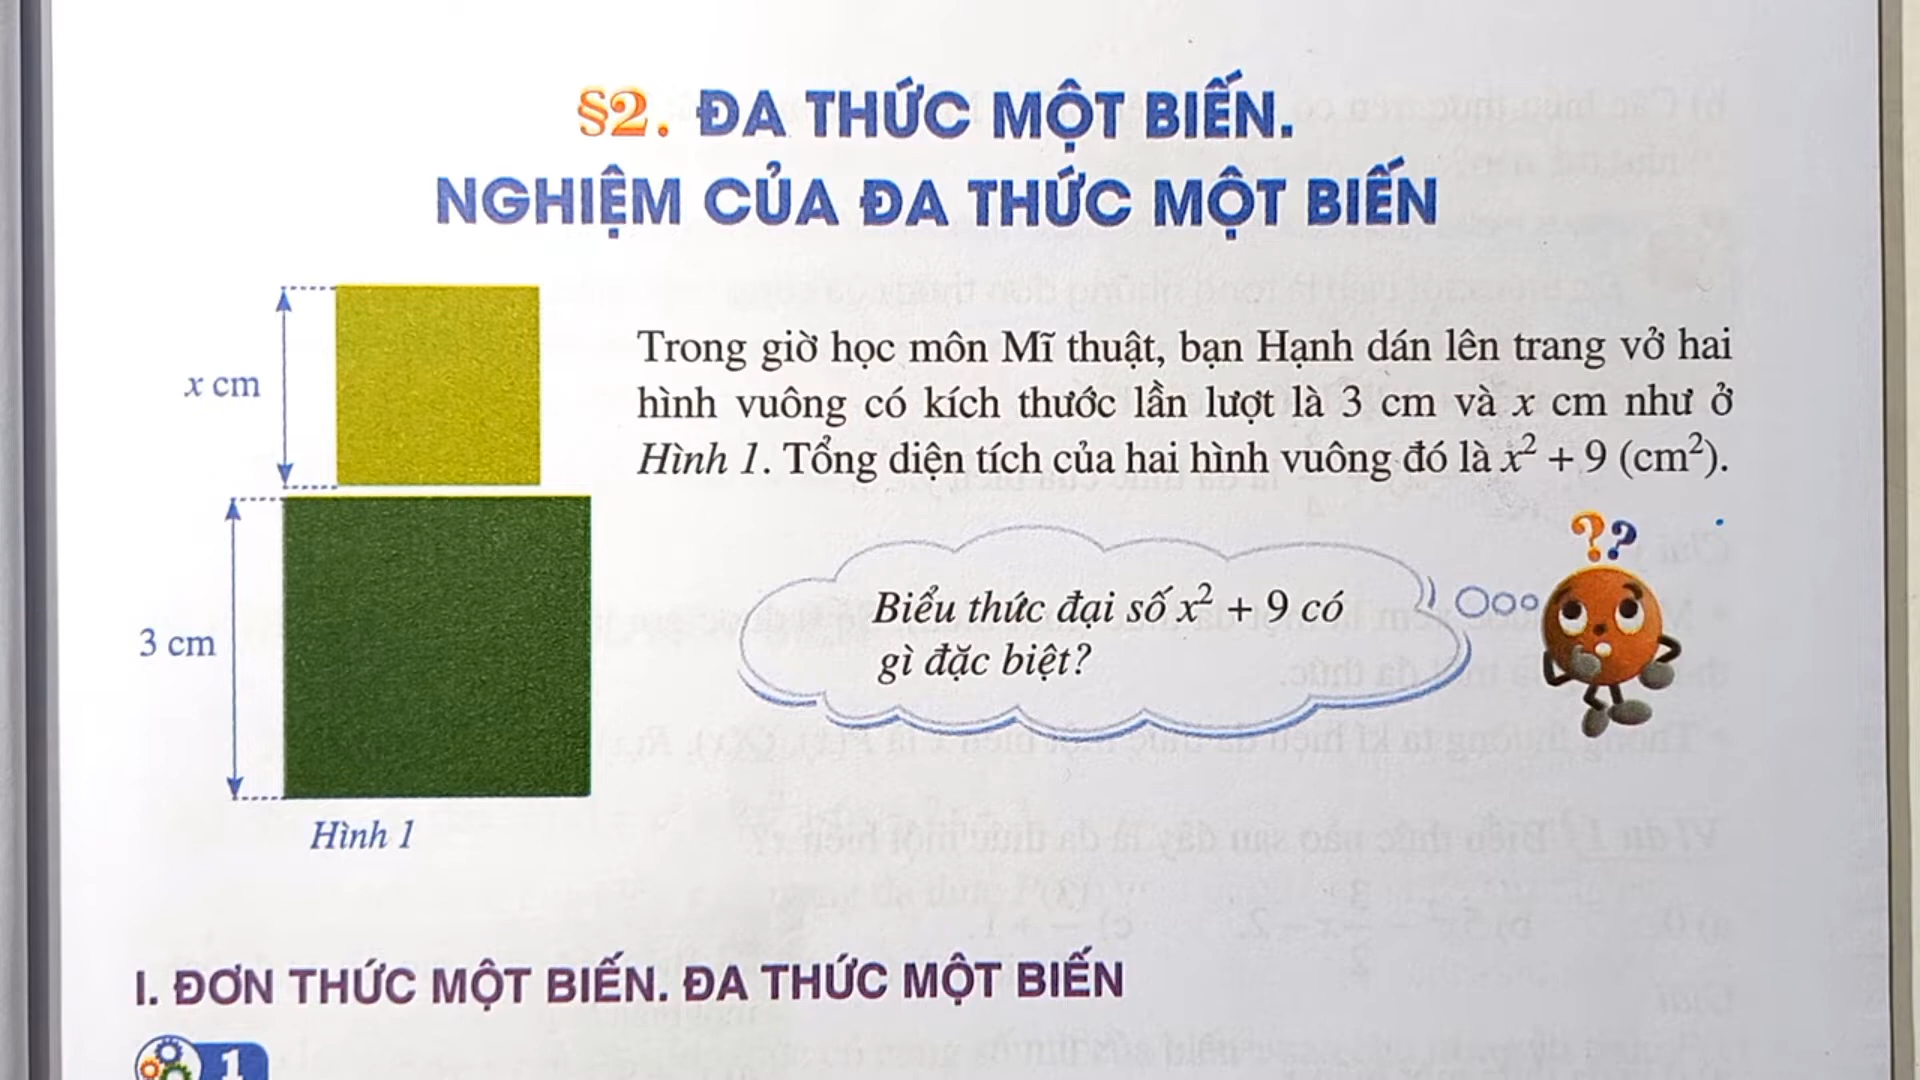 §2. ĐA THỨC MỘT BIẾN.
NGHIỆM CỦA ĐA THỨC MỘT BIẾN
x cm
3 cm
Hình 1
Trong giờ học môn Mĩ thuật, bạn Hạnh dán lên trang vở hai
hình vuông có kích thước lần lượt là 3 cm và x cm như ở
Hình 1. Tổng diện tích của hai hình vuông đó là x² + 9 (cm²).
??
Biểu thức đại số x² + 9 có
gì đặc biệt?
I. ĐƠN THỨC MỘT BIẾN. ĐA THỨC MỘT BIẾN
1